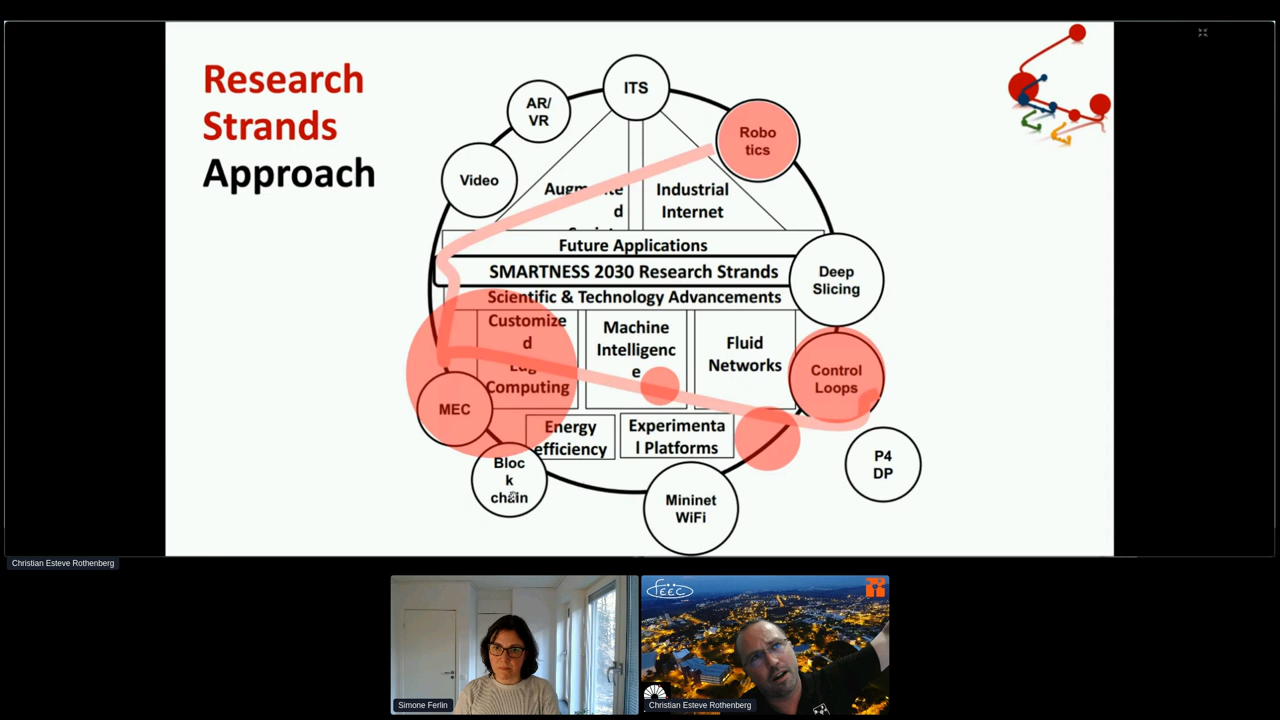 Research
Strands
Approach
ITS
AR/
VR
Robo
tics
Video
Industrial
Internet
d
Future Applications
SMARTNESS 2030 Research Strands
Scientific & Technology Advancements
Deep
Slicing
Customize
d
Computing
Machine
Intelligenc
e
Fluid
Networks
Control
Loops
MEC
Energy
efficiency
Experimenta
l Platforms
P4
DP
Bloc
k
chain
Mininet
WiFi
Christian Esteve Rothenberg
FEEC
Simone Ferlin
Christian Esteve Rothenberg